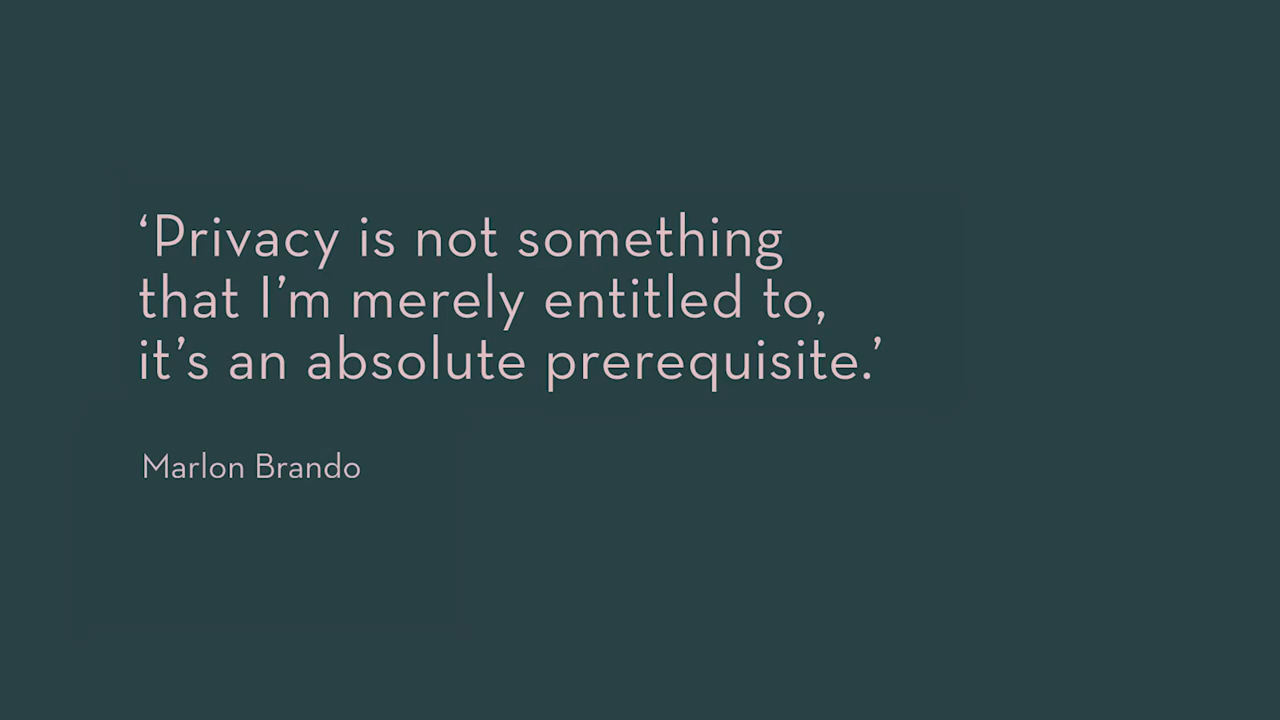 ‘Privacy is not something
that I’m merely entitled to,
it’s an absolute prerequisite.’
Marlon Brando